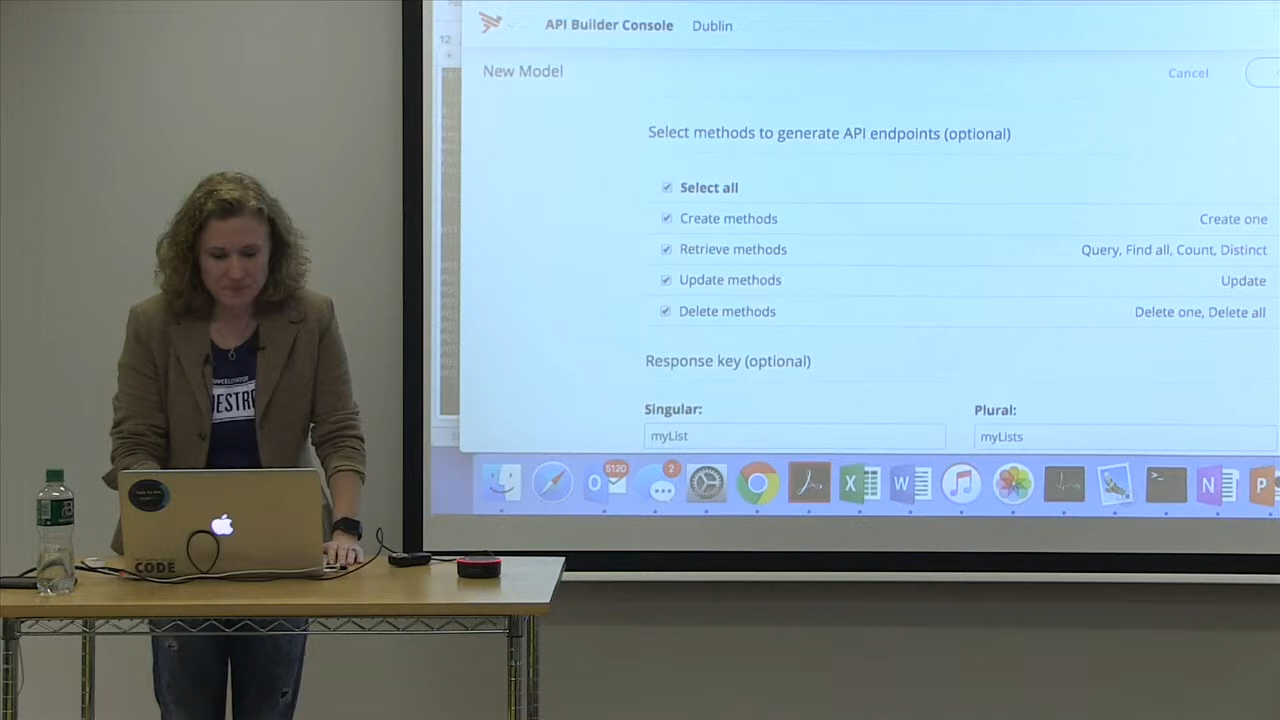 12
API Builder Console Dublin
New Model
Cancel
Select methods to generate API endpoints (optional)
Select all
Create methods
Create one
Retrieve methods
Query, Find all, Count, Distinct
Update methods
Update
Delete methods
Delete one, Delete all
Response key (optional)
Singular:
Plural:
myList
myLists
5120
2
CODE